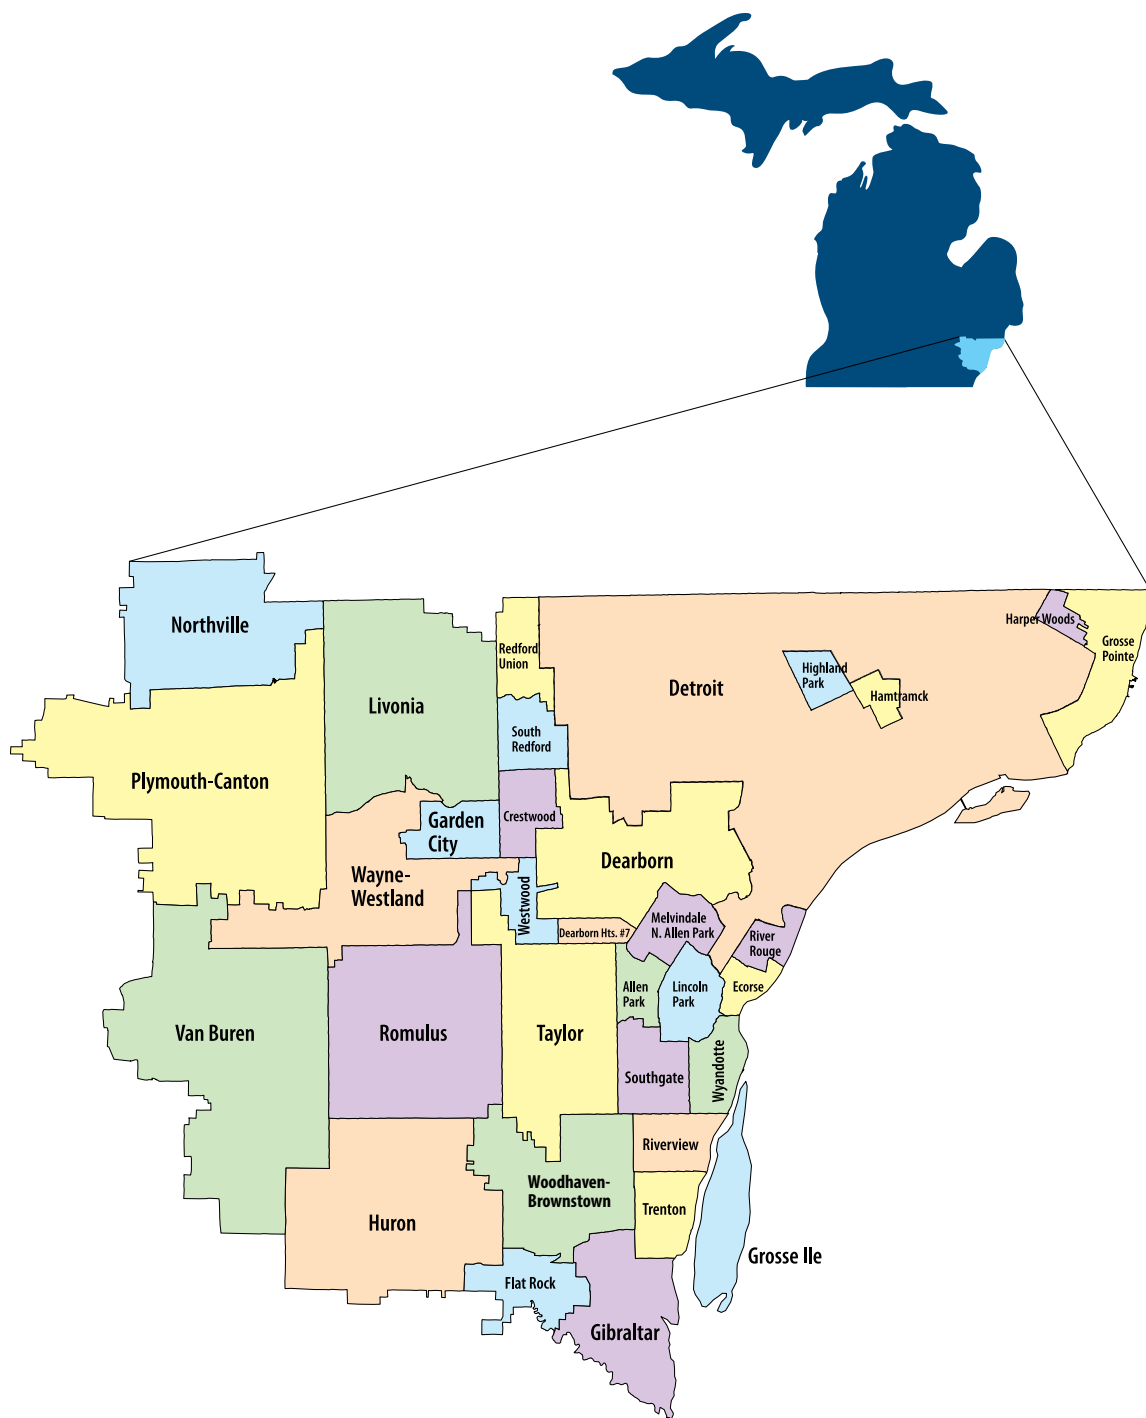 Northville
Harper Woods
Redford
Union
Grosse
Pointe
Highland
Park
Detroit
Hamtramck
Livonia
South
Redford
Plymouth-Canton
Crestwood
Garden
City
Dearborn
Wayne-
Westland
Westwood
Melvindale
N. Allen Park
Dearborn Hts. #7
River
Rouge
Allen
Park
Lincoln
Park
Ecorse
Van Buren
Romulus
Taylor
Southgate
Wyandotte
Riverview
Woodhaven-
Brownstown
Trenton
Huron
Grosse Ile
Flat Rock
Gibraltar